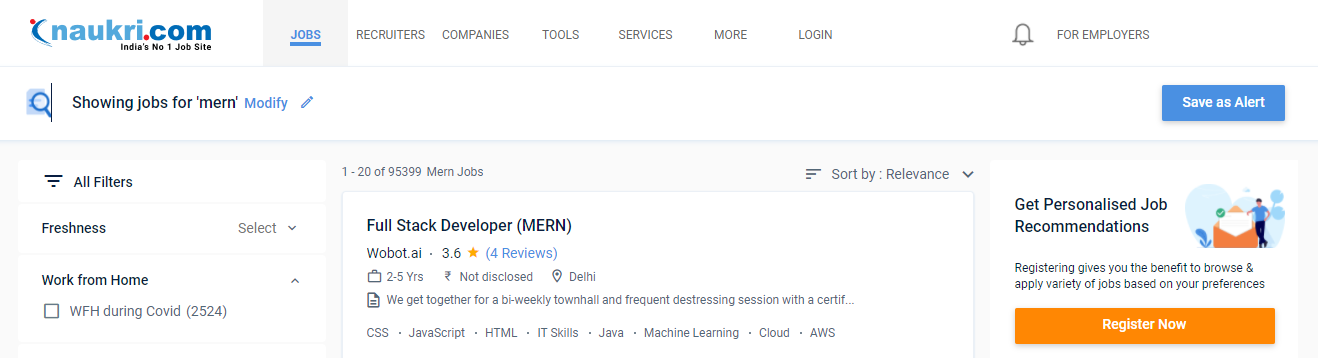 naukri.com
India's No 1 Job Site
JOBS RECRUITERS COMPANIES TOOLS SERVICES MORE LOGIN FOR EMPLOYERS
Showing jobs for 'mern' Modify
Save as Alert
All Filters
Freshness Select
Work from Home
WFH during Covid (2524)
1 - 20 of 95399 Mern Jobs
Sort by : Relevance
Full Stack Developer (MERN)
Wobot.ai · 3.6 ★ (4 Reviews)
2-5 Yrs ₹ Not disclosed Delhi
We get together for a bi-weekly townhall and frequent destressing session with a certif...
CSS · JavaScript · HTML · IT Skills · Java · Machine Learning · Cloud · AWS
Get Personalised Job
Recommendations
Registering gives you the benefit to browse &
apply variety of jobs based on your preferences
Register Now